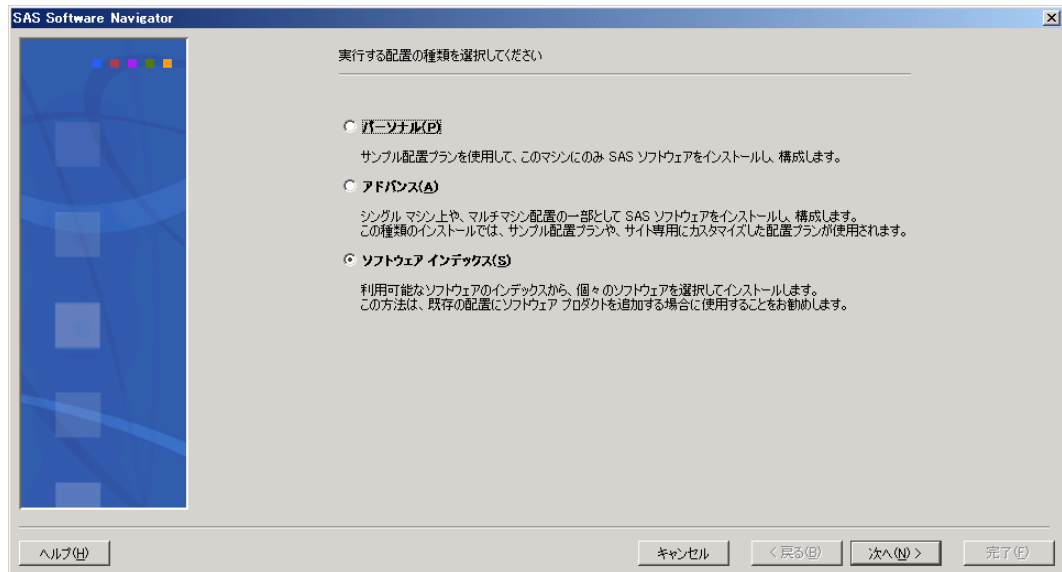 SAS Software Navigator
実行する配置の種類を選択してください
パーソナル(P)
サンプル配置プランを使用して、このマシンにのみ SAS ソフトウェアをインストールし、構成します。
アドバンス(A)
シングル マシン上や、マルチマシン配置の一部として SAS ソフトウェアをインストールし、構成します。
この種類のインストールでは、サンプル配置プランや、サイト専用にカスタマイズした配置プランが使用されます。
ソフトウェア インデックス(S)
利用可能なソフトウェアのインデックスから、個々のソフトウェアを選択してインストールします。
この方法は、既存の配置にソフトウェア プロダクトを追加する場合に使用することをお勧めします。
ヘルプ(H)
キャンセル
< 戻る(B)
次へ(N) >
完了(F)